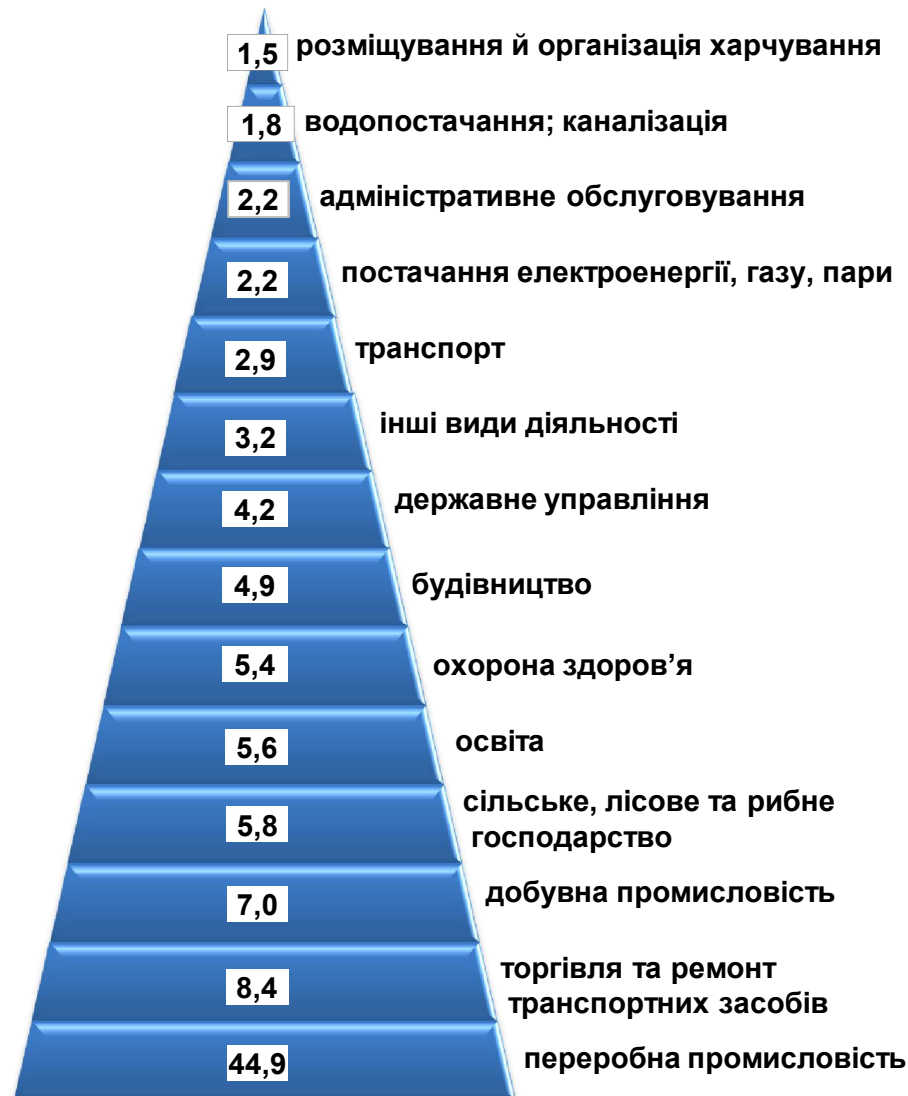 1,5 розміщування й організація харчування
1,8 водопостачання; каналізація
2,2 адміністративне обслуговування
2,2 постачання електроенергії, газу, пари
2,9 транспорт
3,2 інші види діяльності
4,2 державне управління
4,9 будівництво
5,4 охорона здоров’я
5,6 освіта
5,8 сільське, лісове та рибне
господарство
7,0 добувна промисловість
8,4 торгівля та ремонт
транспортних засобів
44,9 переробна промисловість